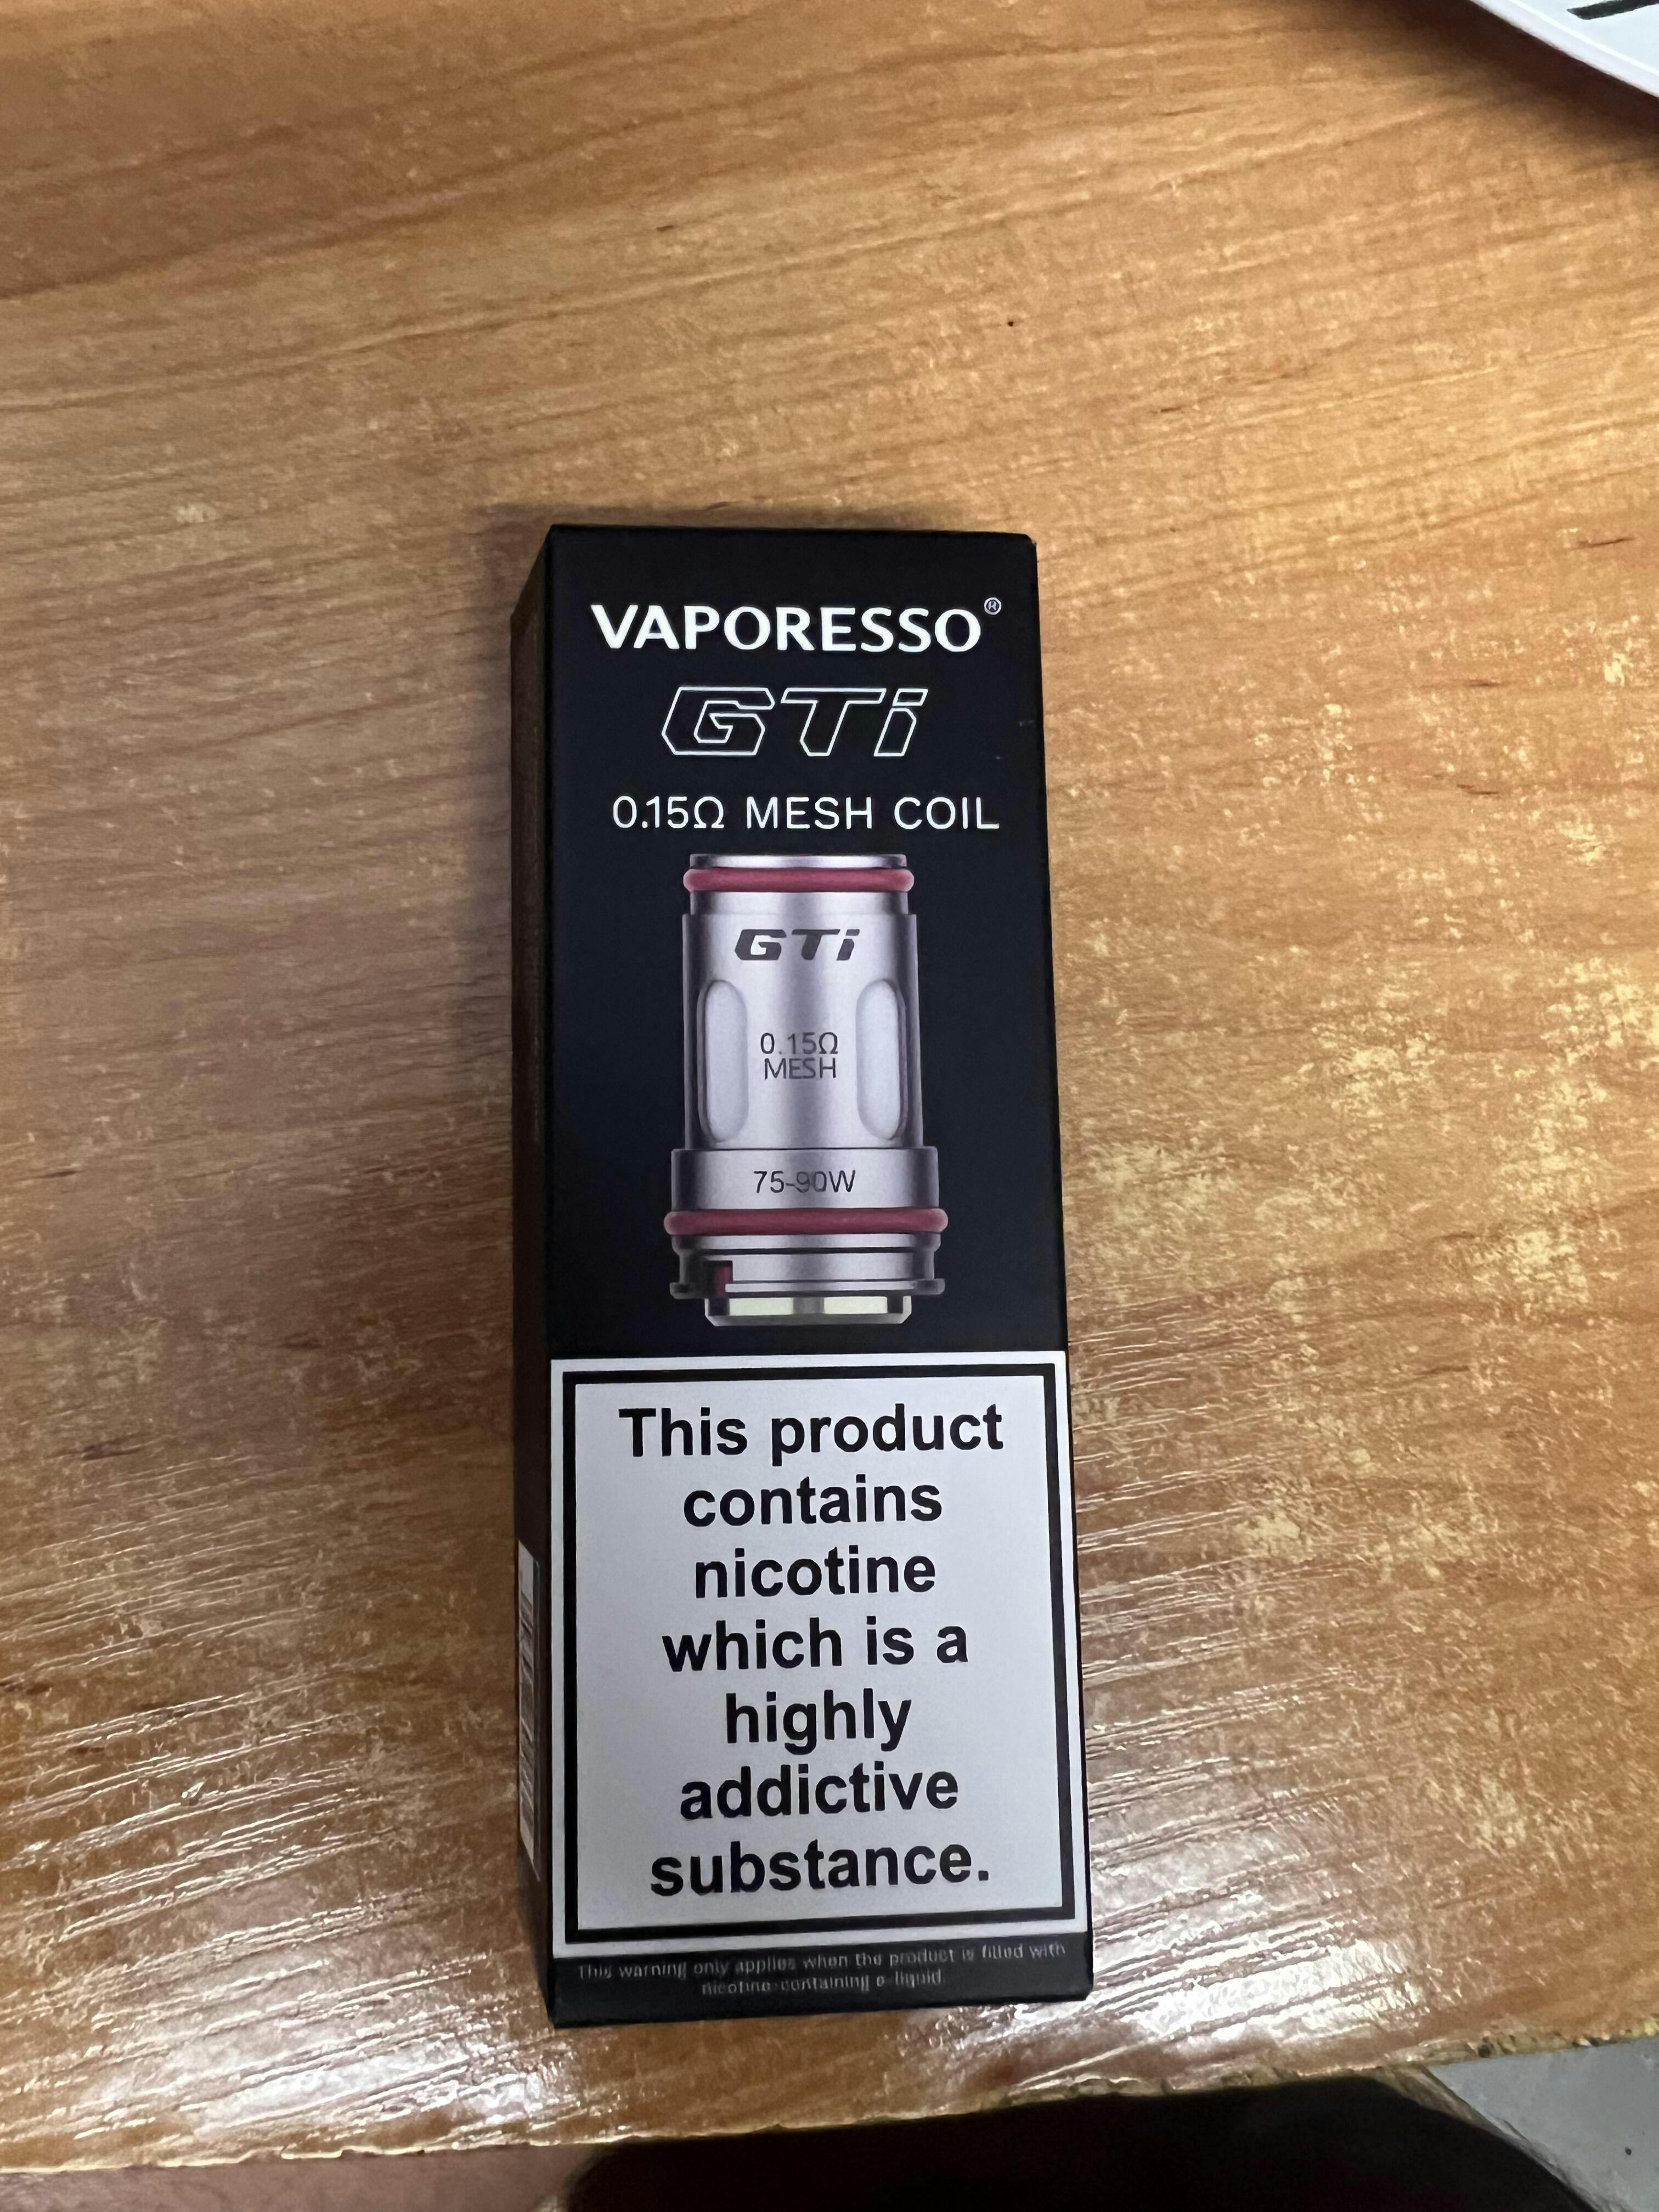 VAPORESSO®
GTi
0.15Ω MESH COIL
GTi
0.15Ω
MESH
75-90W
This product
contains
nicotine
which is a
highly
addictive
substance.
This warning only applies when the product is filled with
nicotine-containing e-liquid.